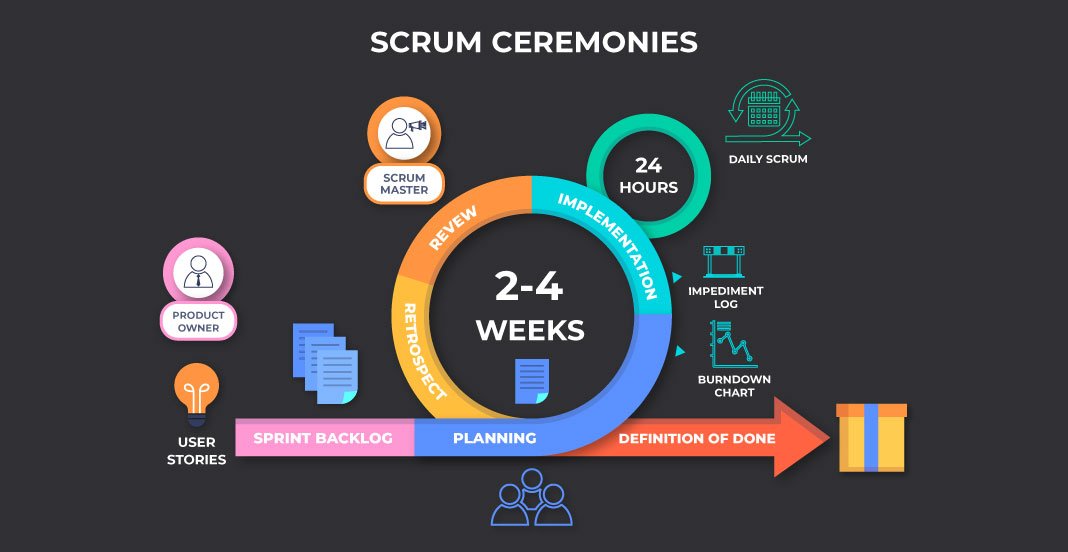 SCRUM CEREMONIES
SCRUM
MASTER
24
HOURS
DAILY SCRUM
REVEW
IMPLEMENTATION
PRODUCT
OWNER
2-4
WEEKS
RETROSPECT
IMPEDIMENT
LOG
BURNDOWN
CHART
USER
STORIES
SPRINT BACKLOG
PLANNING
DEFINITION OF DONE